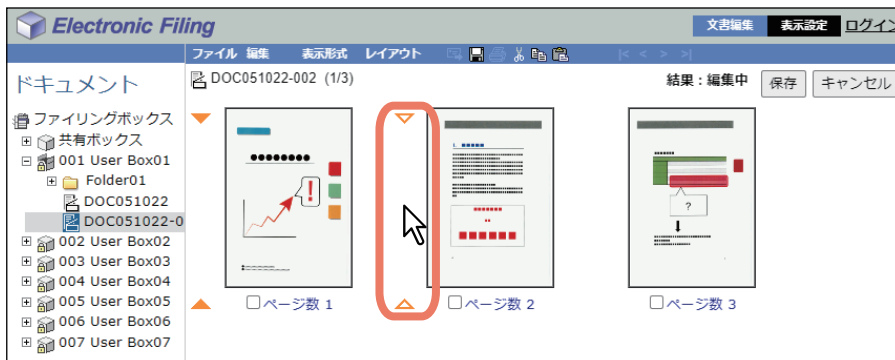 Electronic Filing
文書編集 表示設定 ログイン
ファイル 編集 表示形式 レイアウト |< < > >|
ドキュメント
DOC051022-002 (1/3)
結果：編集中 保存 キャンセル
ファイリングボックス
共有ボックス
001 User Box01
Folder01
DOC051022
DOC051022-0
002 User Box02
003 User Box03
004 User Box04
005 User Box05
006 User Box06
007 User Box07
!
1.
?
ページ数 1
ページ数 2
ページ数 3